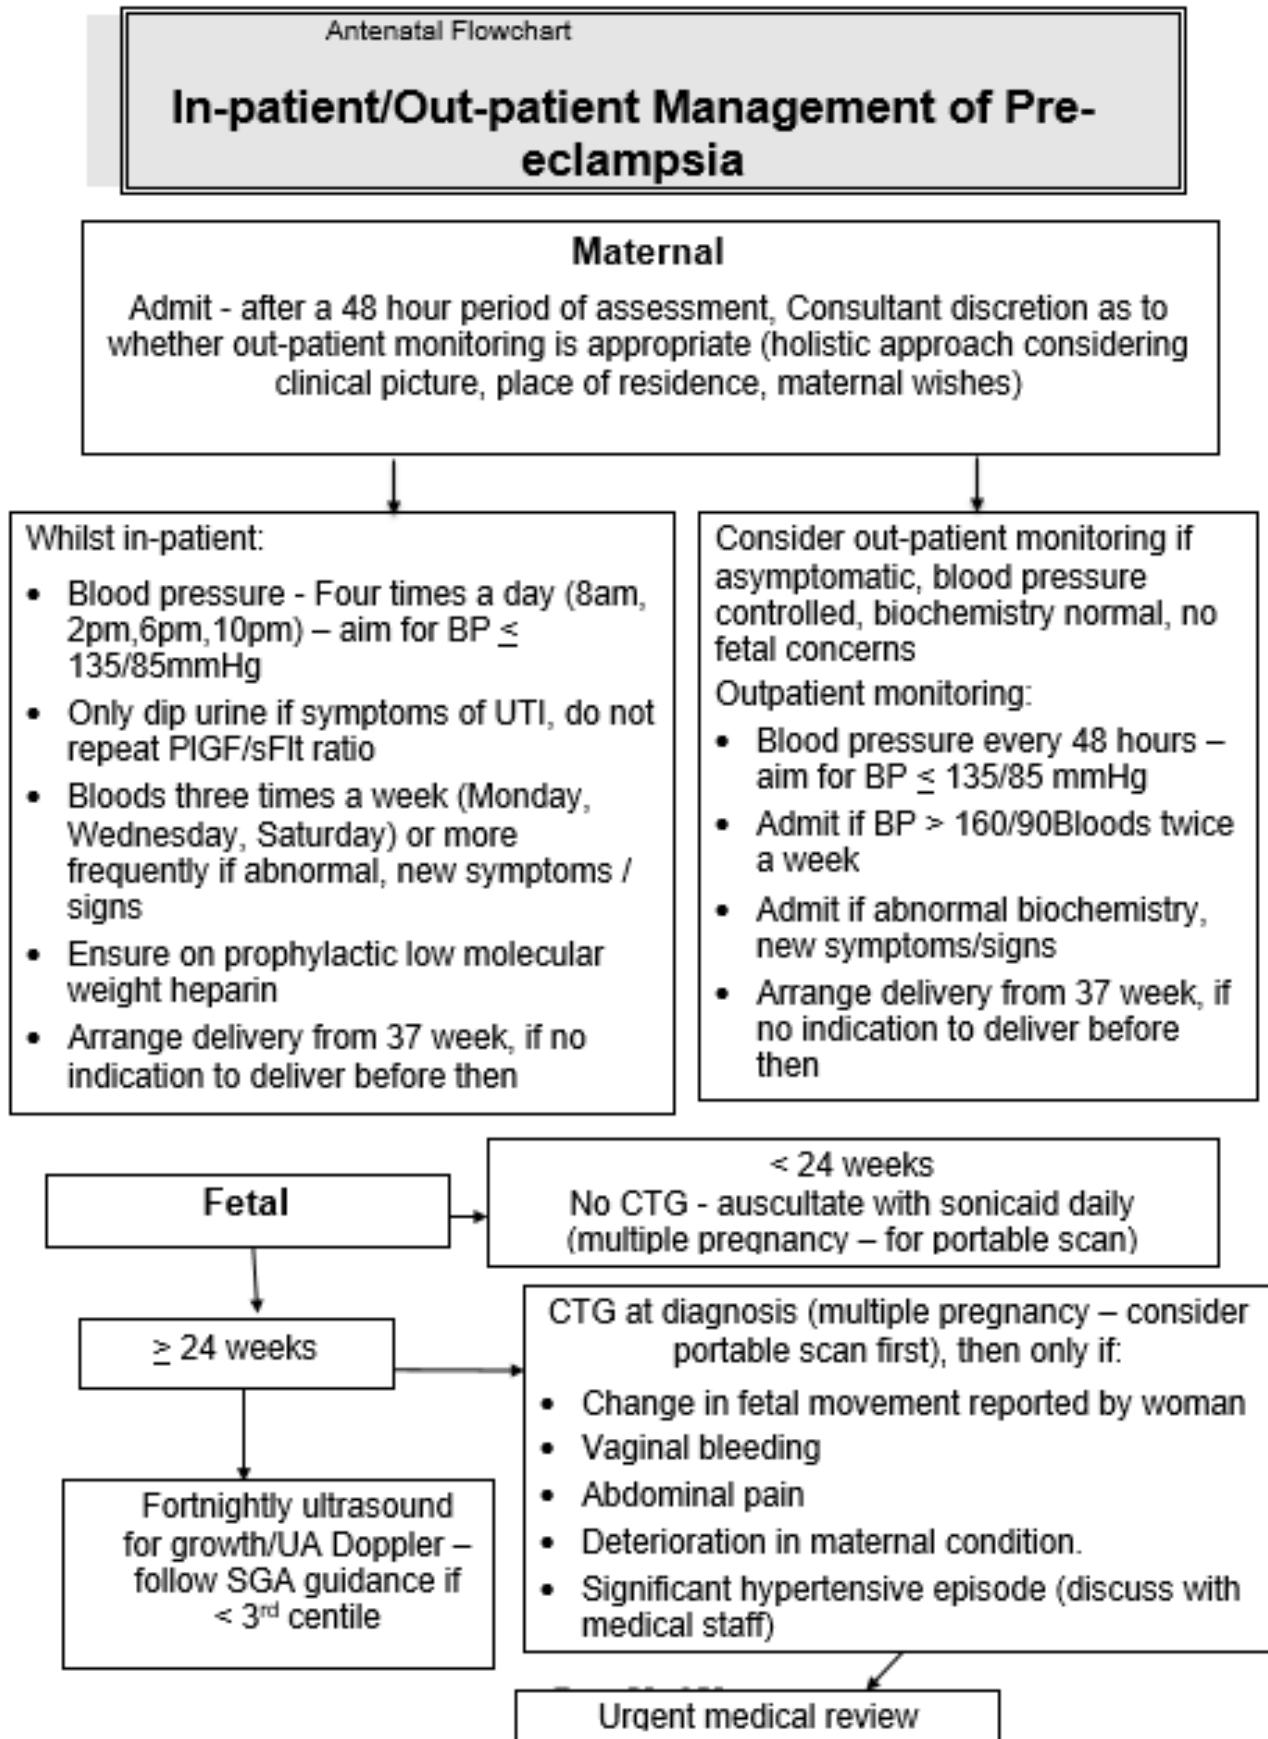 Antenatal Flowchart
In-patient/Out-patient Management of Pre-
eclampsia
Maternal
Admit - after a 48 hour period of assessment, Consultant discretion as to
whether out-patient monitoring is appropriate (holistic approach considering
clinical picture, place of residence, maternal wishes)
Whilst in-patient:
• Blood pressure - Four times a day (8am,
2pm,6pm,10pm) – aim for BP ≤
135/85mmHg
• Only dip urine if symptoms of UTI, do not
repeat PlGF/sFlt ratio
• Bloods three times a week (Monday,
Wednesday, Saturday) or more
frequently if abnormal, new symptoms /
signs
• Ensure on prophylactic low molecular
weight heparin
• Arrange delivery from 37 week, if no
indication to deliver before then
Consider out-patient monitoring if
asymptomatic, blood pressure
controlled, biochemistry normal, no
fetal concerns
Outpatient monitoring:
• Blood pressure every 48 hours –
aim for BP ≤ 135/85 mmHg
• Admit if BP > 160/90Bloods twice
a week
• Admit if abnormal biochemistry,
new symptoms/signs
• Arrange delivery from 37 week, if
no indication to deliver before
then
Fetal
< 24 weeks
No CTG - auscultate with sonicaid daily
(multiple pregnancy – for portable scan)
≥ 24 weeks
CTG at diagnosis (multiple pregnancy – consider
portable scan first), then only if:
• Change in fetal movement reported by woman
• Vaginal bleeding
• Abdominal pain
• Deterioration in maternal condition.
• Significant hypertensive episode (discuss with
medical staff)
Fortnightly ultrasound
for growth/UA Doppler –
follow SGA guidance if
< 3rd centile
Urgent medical review